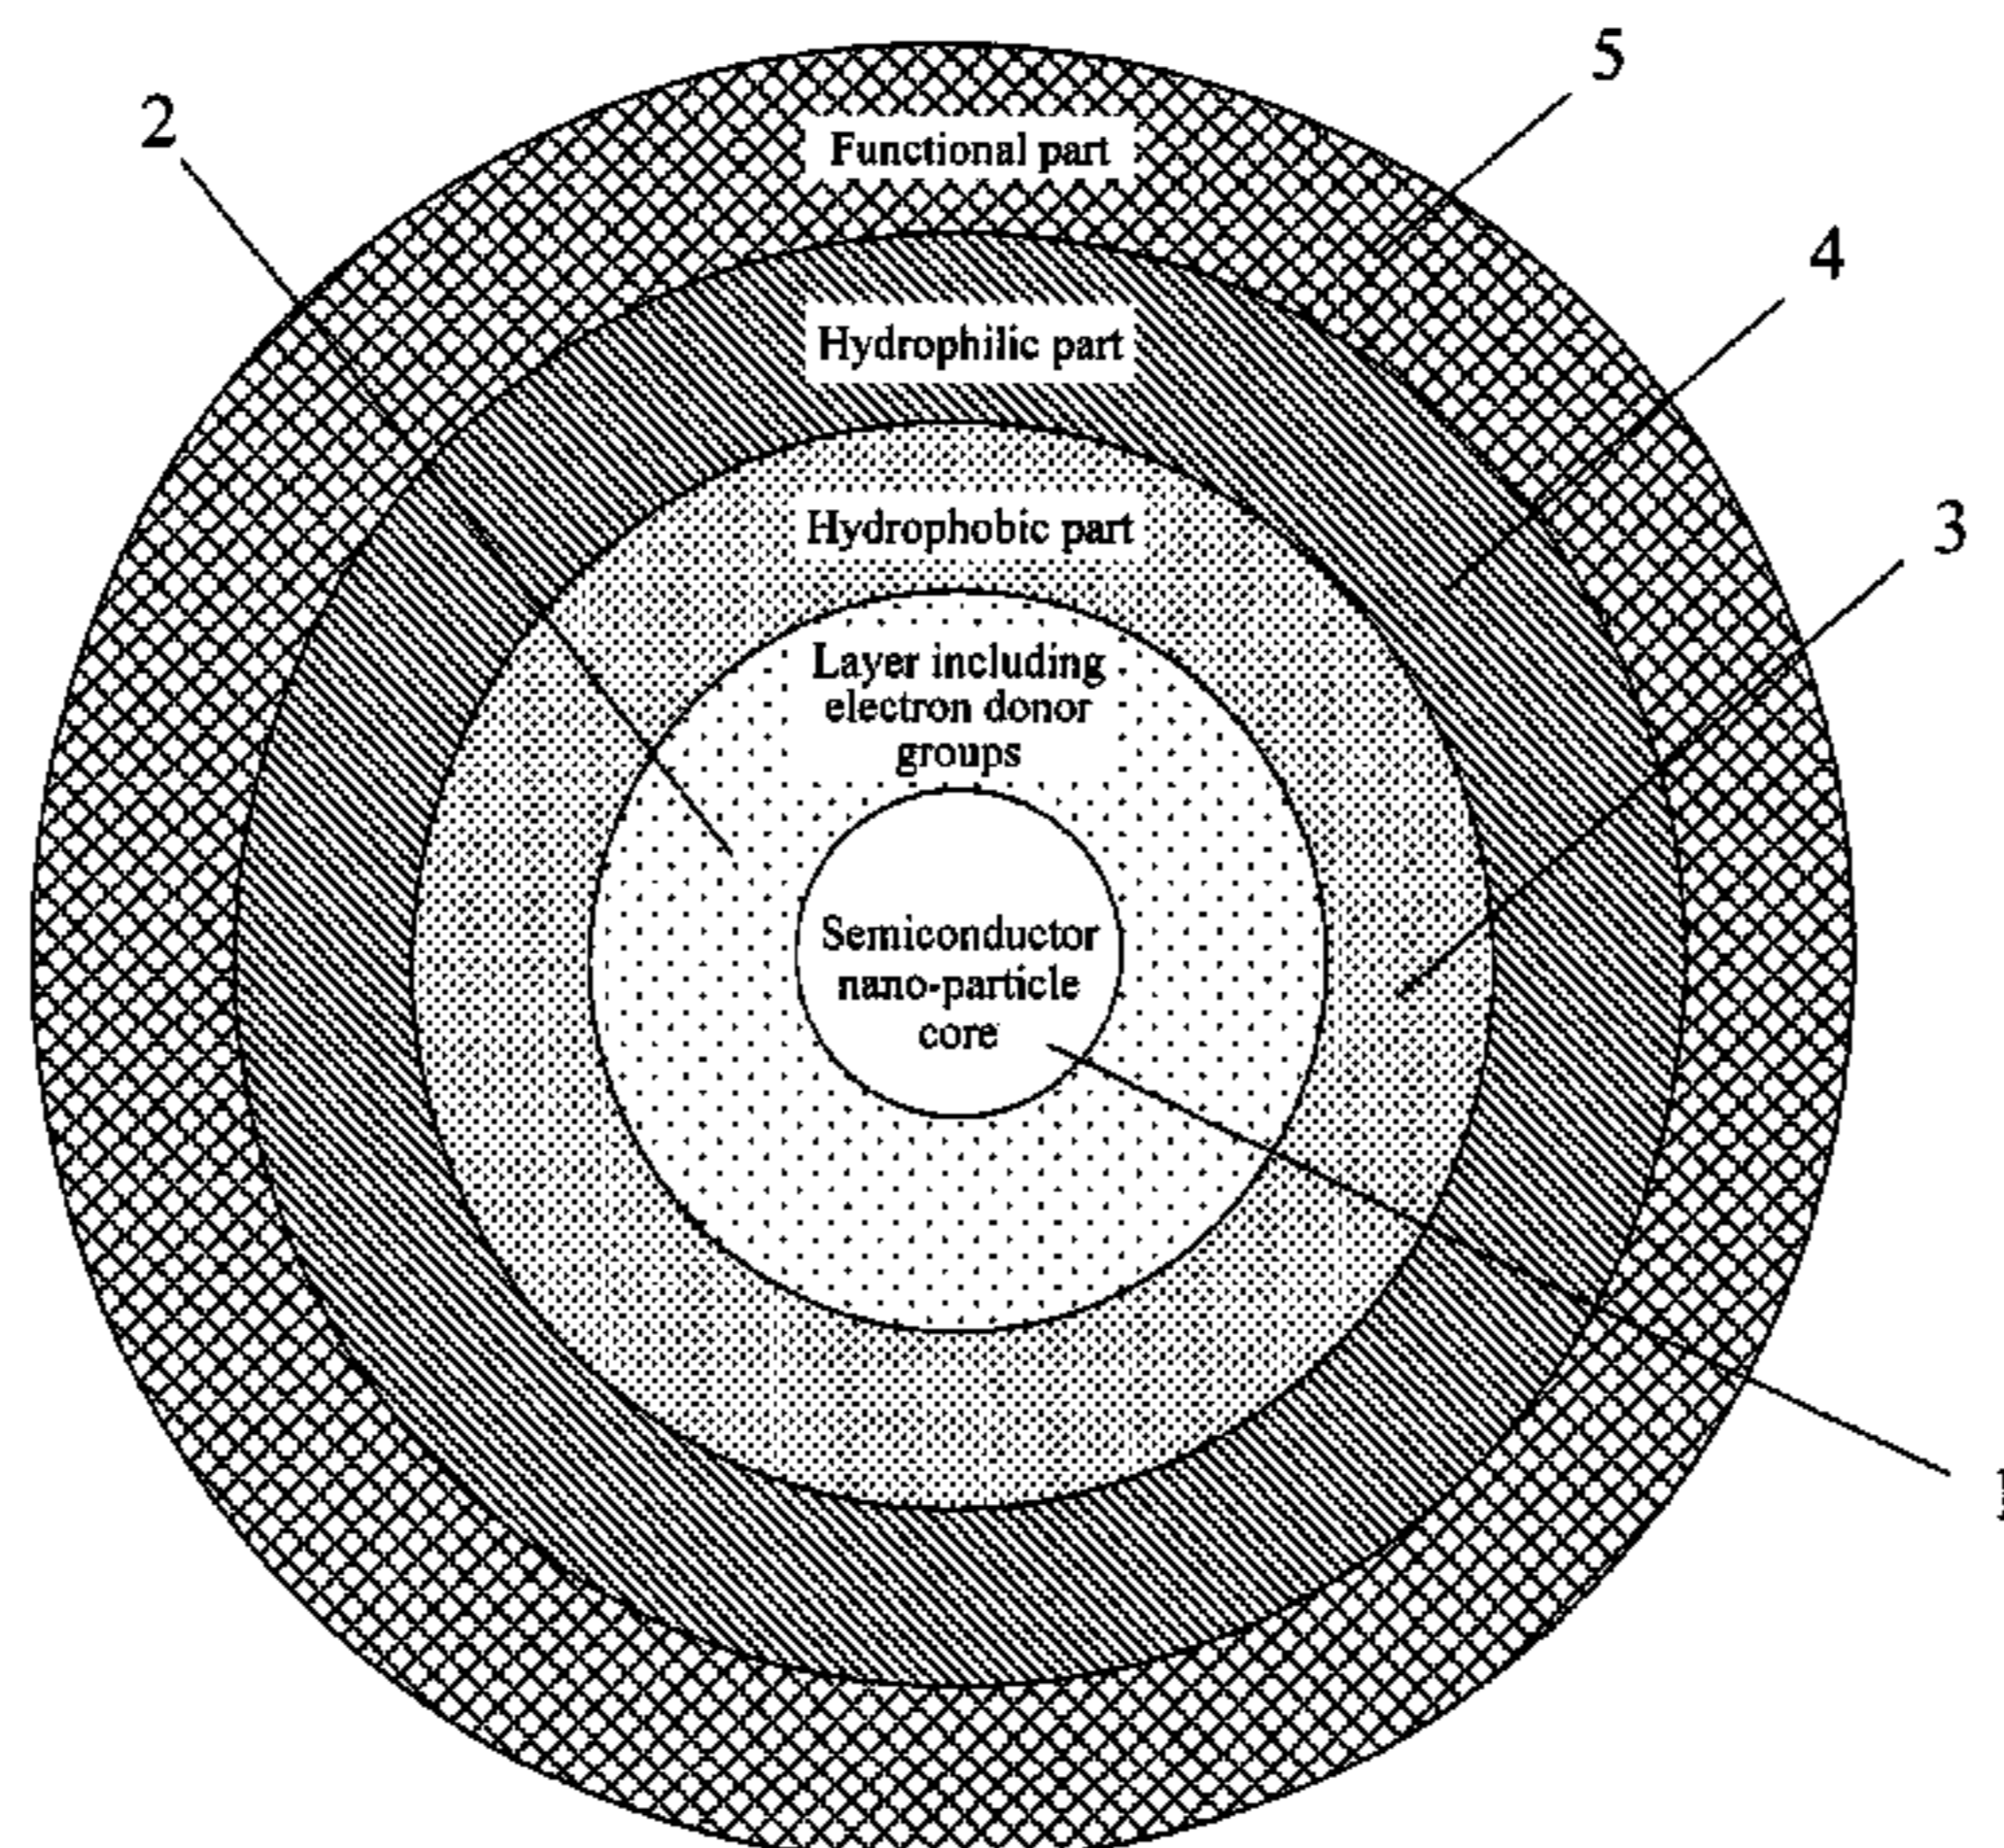 5
2
Functional part
4
Hydrophilic part
3
Hydrophobic part
Layer including
electron donor
groups
Semiconductor
nano-particle
core
1